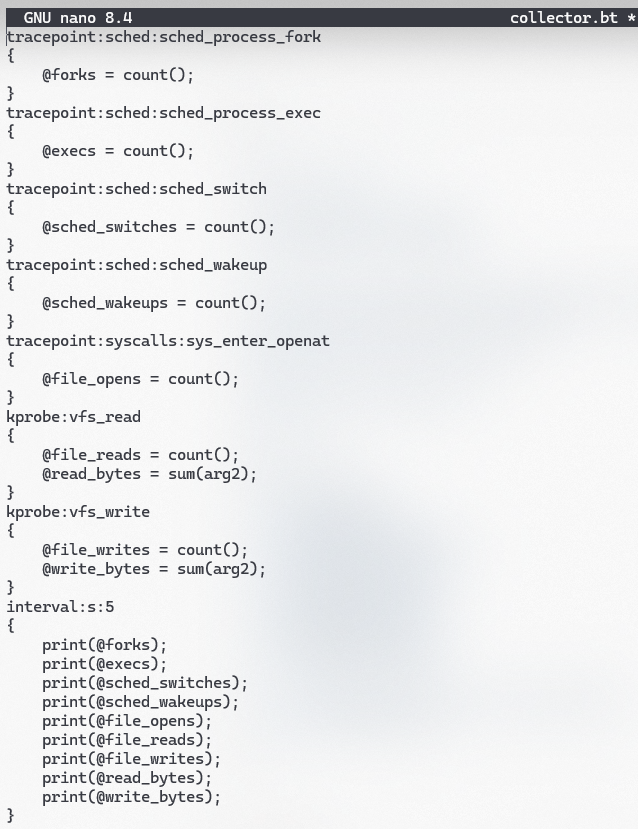 GNU nano 8.4 collector.bt *
tracepoint:sched:sched_process_fork
{
    @forks = count();
}
tracepoint:sched:sched_process_exec
{
    @execs = count();
}
tracepoint:sched:sched_switch
{
    @sched_switches = count();
}
tracepoint:sched:sched_wakeup
{
    @sched_wakeups = count();
}
tracepoint:syscalls:sys_enter_openat
{
    @file_opens = count();
}
kprobe:vfs_read
{
    @file_reads = count();
    @read_bytes = sum(arg2);
}
kprobe:vfs_write
{
    @file_writes = count();
    @write_bytes = sum(arg2);
}
interval:s:5
{
    print(@forks);
    print(@execs);
    print(@sched_switches);
    print(@sched_wakeups);
    print(@file_opens);
    print(@file_reads);
    print(@file_writes);
    print(@read_bytes);
    print(@write_bytes);
}